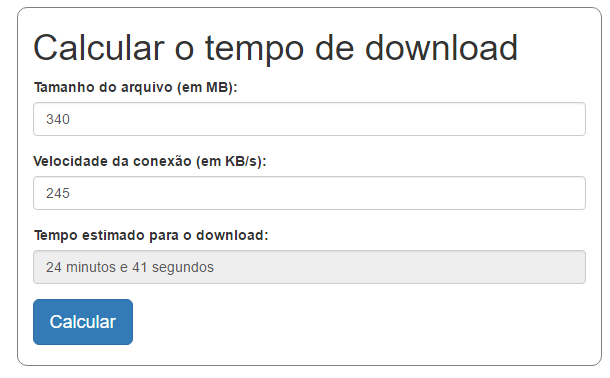 Calcular o tempo de download
Tamanho do arquivo (em MB):
340
Velocidade da conexão (em KB/s):
245
Tempo estimado para o download:
24 minutos e 41 segundos
Calcular